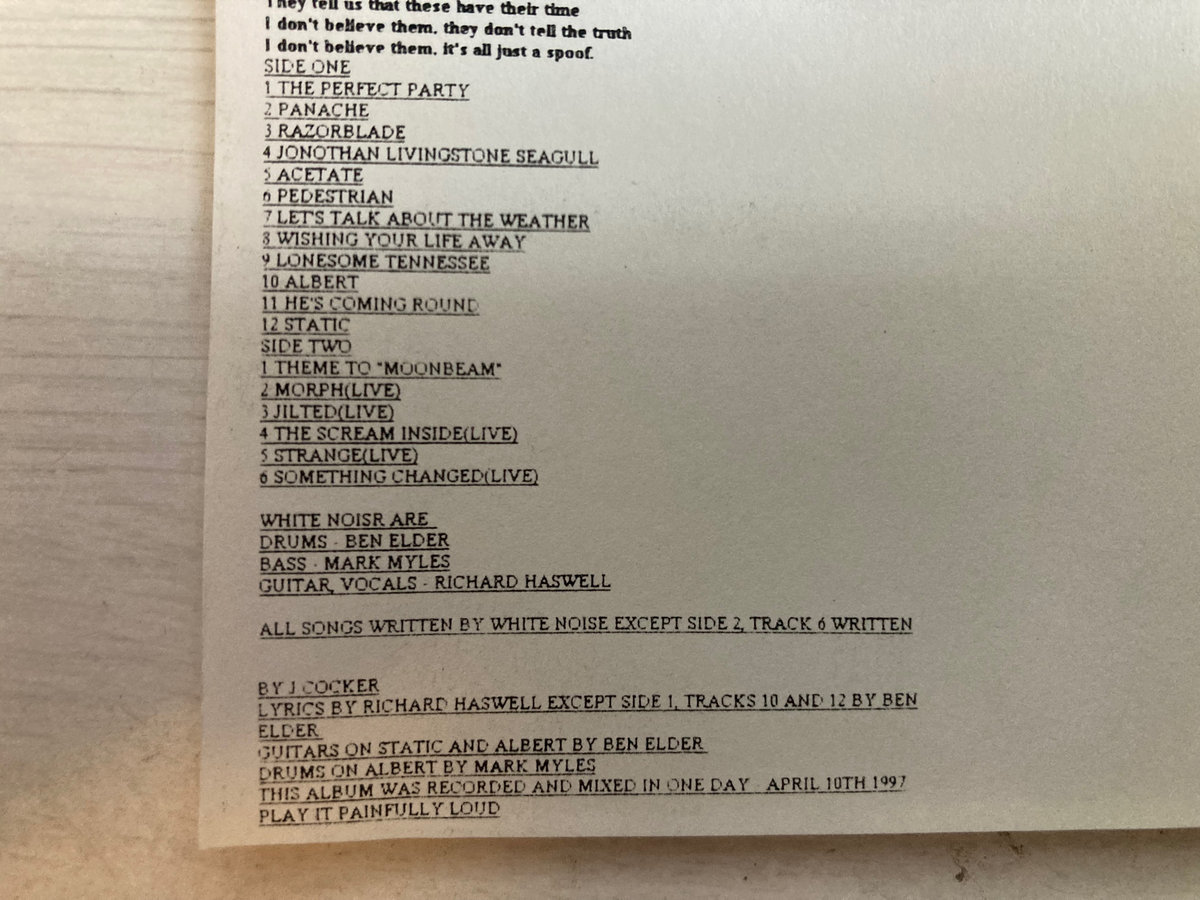 They tell us that these have their time
I don't believe them, they don't tell the truth
I don't believe them, it's all just a spoof.
SIDE ONE
1 THE PERFECT PARTY
2 PANACHE
3 RAZORBLADE
4 JONOTHAN LIVINGSTONE SEAGULL
5 ACETATE
6 PEDESTRIAN
7 LET'S TALK ABOUT THE WEATHER
8 WISHING YOUR LIFE AWAY
9 LONESOME TENNESSEE
10 ALBERT
11 HE'S COMING ROUND
12 STATIC
SIDE TWO
1 THEME TO "MOONBEAM"
2 MORPH(LIVE)
3 JILTED(LIVE)
4 THE SCREAM INSIDE(LIVE)
5 STRANGE(LIVE)
6 SOMETHING CHANGED(LIVE)
WHITE NOISR ARE
DRUMS - BEN ELDER
BASS - MARK MYLES
GUITAR, VOCALS - RICHARD HASWELL
ALL SONGS WRITTEN BY WHITE NOISE EXCEPT SIDE 2, TRACK 6 WRITTEN
BY J COCKER
LYRICS BY RICHARD HASWELL EXCEPT SIDE 1, TRACKS 10 AND 12 BY BEN
ELDER
GUITARS ON STATIC AND ALBERT BY BEN ELDER
DRUMS ON ALBERT BY MARK MYLES
THIS ALBUM WAS RECORDED AND MIXED IN ONE DAY - APRIL 10TH 1997
PLAY IT PAINFULLY LOUD